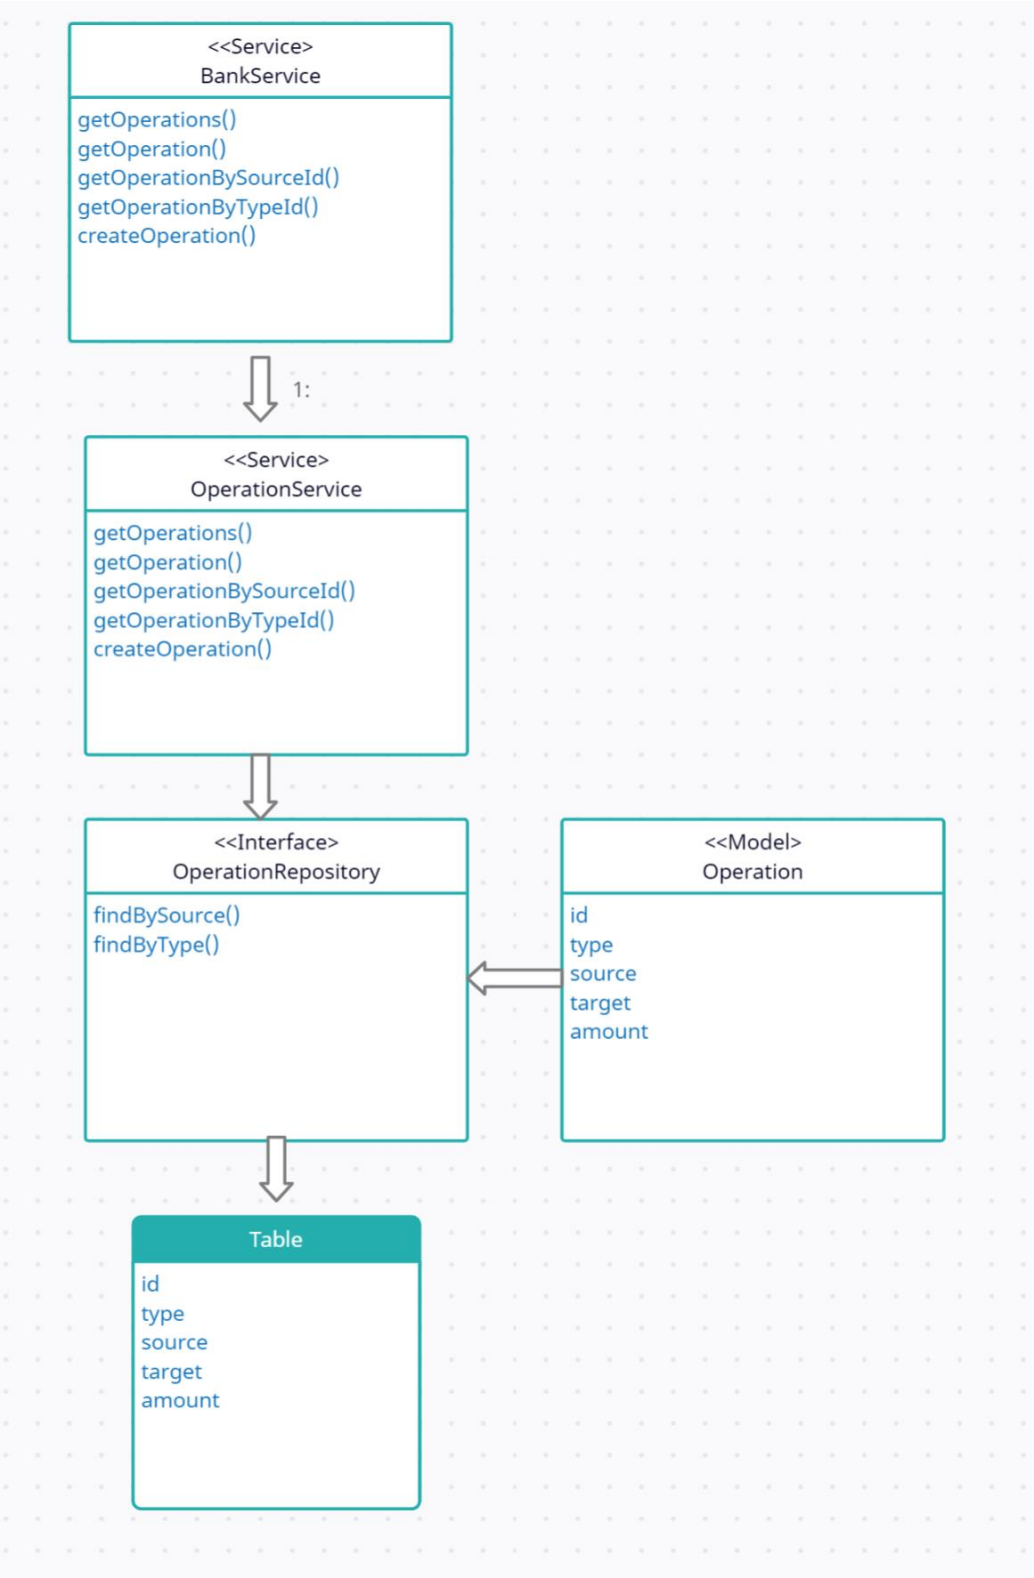 <<Service>
BankService
getOperations()
getOperation()
getOperationBySourceId()
getOperationByTypeId()
createOperation()
1:
<<Service>
OperationService
getOperations()
getOperation()
getOperationBySourceId()
getOperationByTypeId()
createOperation()
<<Interface>
OperationRepository
findBySource()
findByType()
<<Model>
Operation
id
type
source
target
amount
Table
id
type
source
target
amount